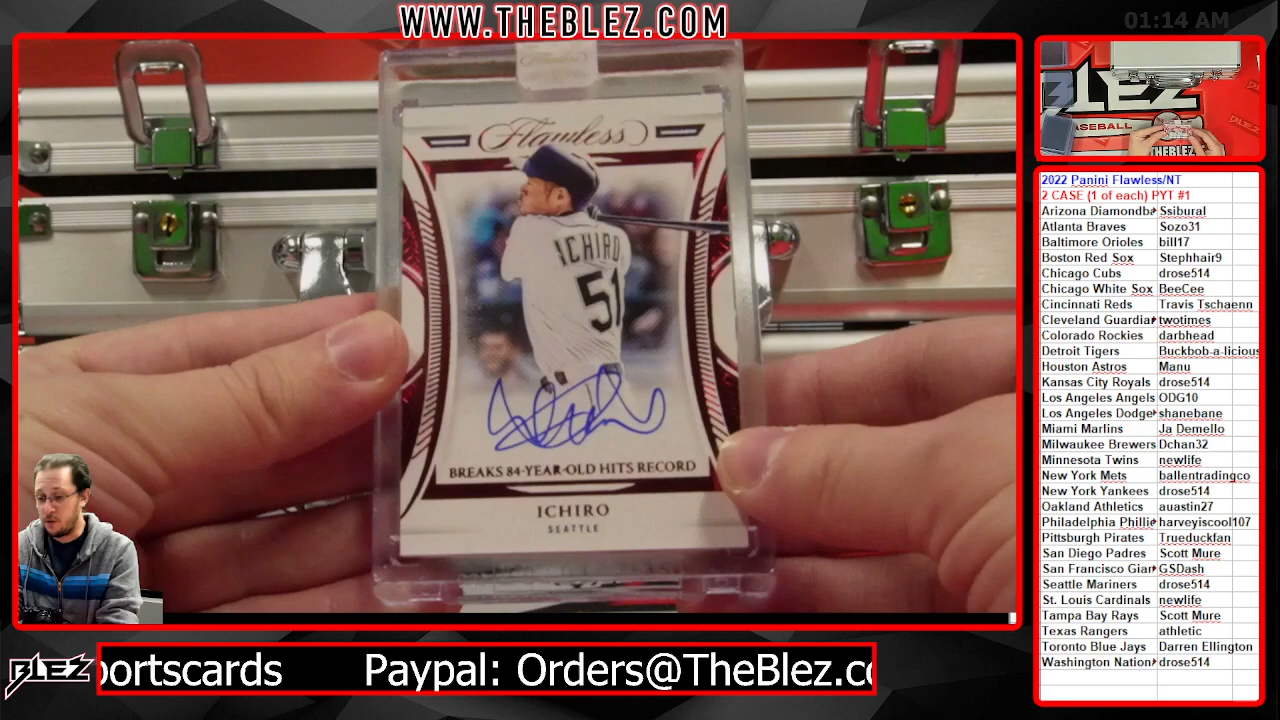 WWW.THEBLEZ.COM
01:14 AM
Flawless
ICHIRO
51
BREAKS 84-YEAR-OLD HITS RECORD
ICHIRO
SEATTLE
BLEZ
BASEBALL
THEBLEZ
BLEZ
2022 Panini Flawless/NT
2 CASE (1 of each) PYT #1
Arizona Diamondba Ssibural
Atlanta Braves Sozo31
Baltimore Orioles bill17
Boston Red Sox Stephhair9
Chicago Cubs drose514
Chicago White Sox BeeCee
Cincinnati Reds Travis Tschaenn
Cleveland Guardia twotimes
Colorado Rockies darbhead
Detroit Tigers Buckbob-a-licious
Houston Astros Manu
Kansas City Royals drose514
Los Angeles Angels ODG10
Los Angeles Dodge shanebane
Miami Marlins Ja Demello
Milwaukee Brewers Dchan32
Minnesota Twins newlife
New York Mets ballentradingco
New York Yankees drose514
Oakland Athletics auastin27
Philadelphia Phillie harveyiscool107
Pittsburgh Pirates Trueduckfan
San Diego Padres Scott Mure
San Francisco Gian GSDash
Seattle Mariners drose514
St. Louis Cardinals newlife
Tampa Bay Rays Scott Mure
Texas Rangers athletic
Toronto Blue Jays Darren Ellington
Washington Nation drose514
BLEZ
portscards Paypal: Orders@TheBlez.co